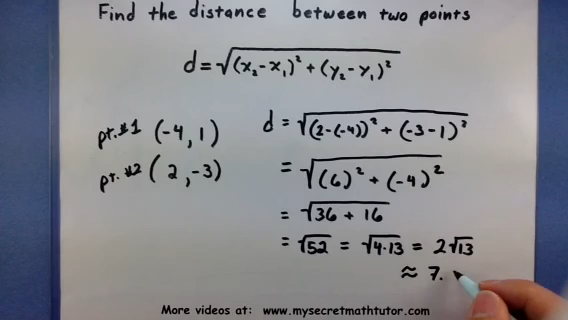 Find the distance between two points
d = √(x₂-x₁)² + (y₂-y₁)²
pt.#1 (-4, 1)
pt.#2 (2, -3)
d = √(2-(-4))² + (-3-1)²
= √(6)² + (-4)²
= √36 + 16
= √52 = √4·13 = 2√13
≈ 7.
More videos at: www.mysecretmathtutor.com